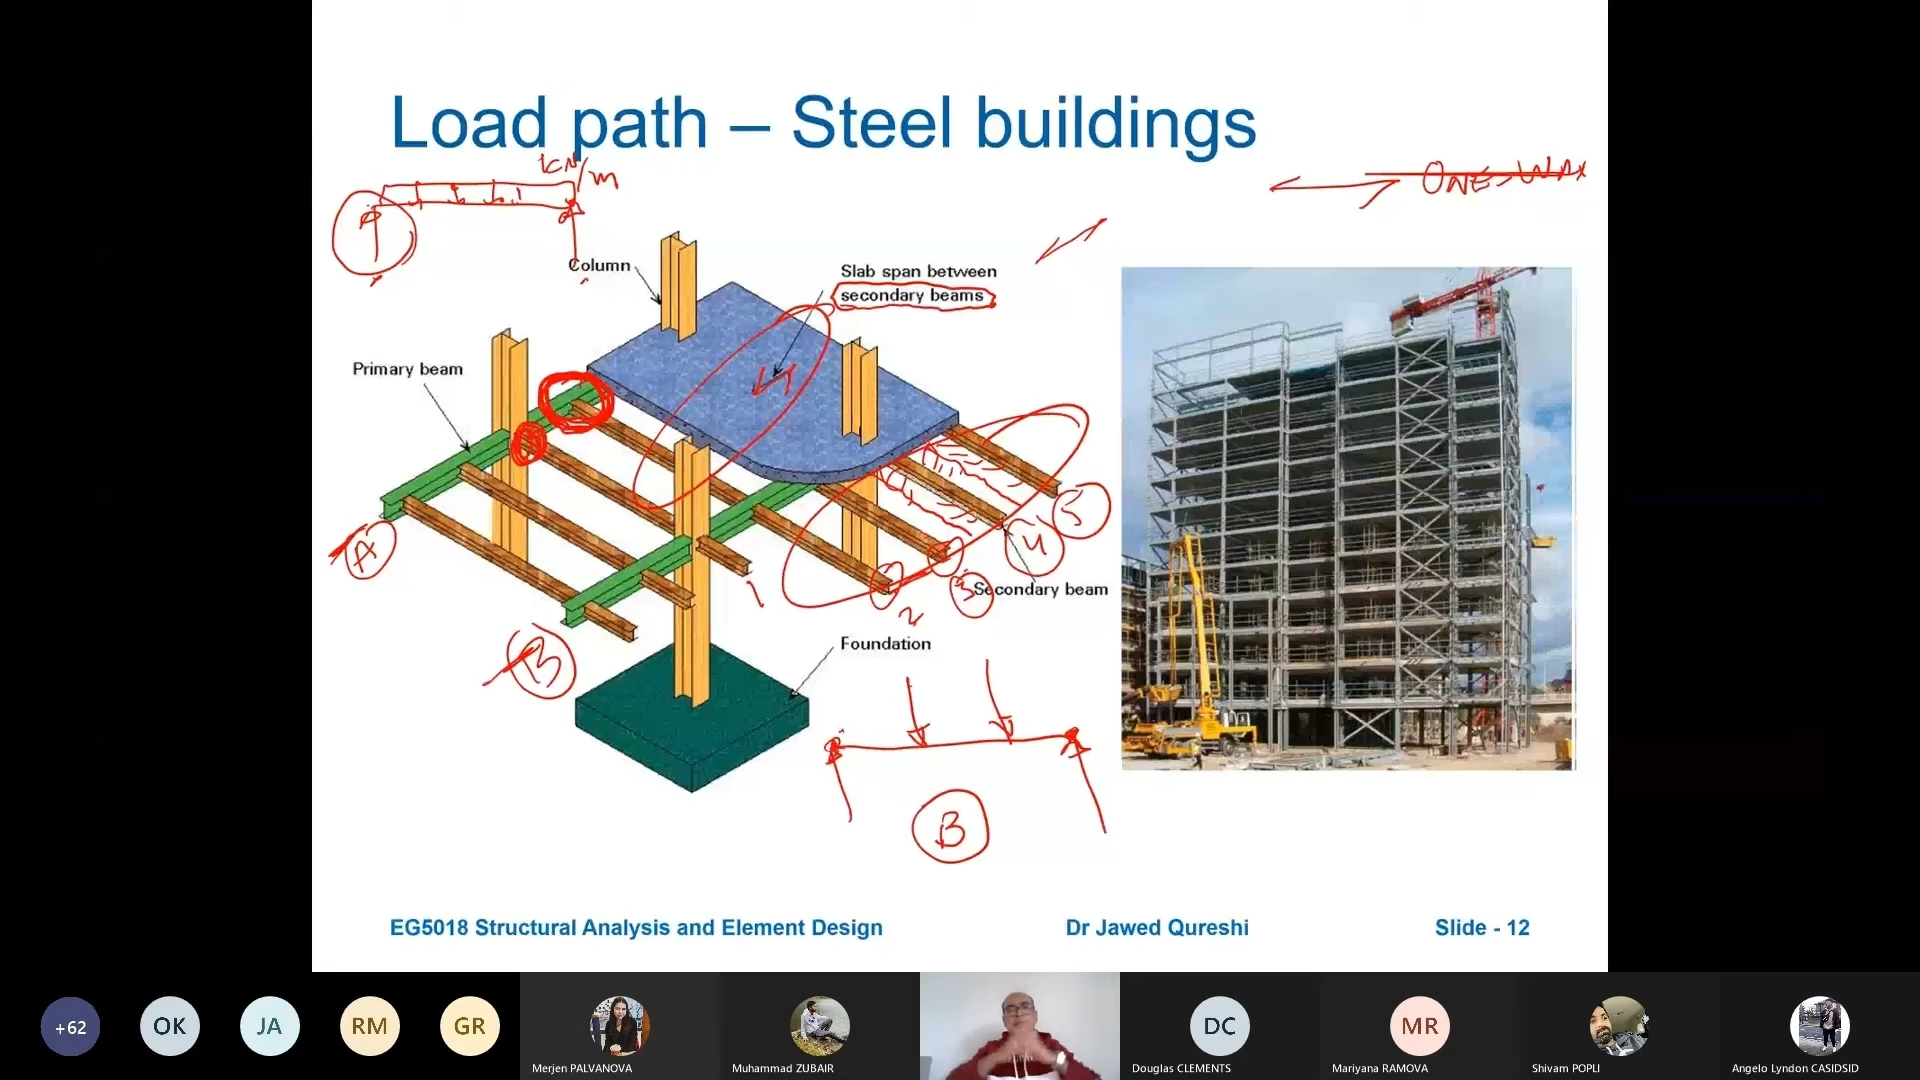 Load path – Steel buildings
kN/m
ONE-WAY
Column
Slab span between
secondary beams
Primary beam
A
1
2
3
4
5
Secondary beam
B
Foundation
B
EG5018 Structural Analysis and Element Design
Dr Jawed Qureshi
Slide - 12
+62
OK
JA
RM
GR
DC
MR
Merjen PALVANOVA
Muhammad ZUBAIR
Douglas CLEMENTS
Mariyana RAMOVA
Shivam POPLI
Angelo Lyndon CASIDSID